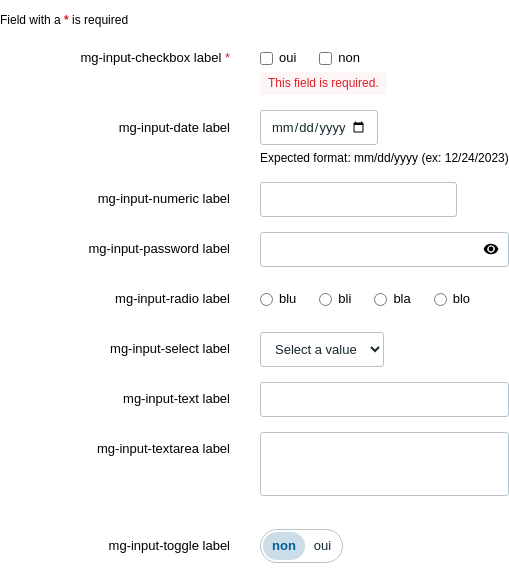 Field with a * is required
mg-input-checkbox label * oui non
This field is required.
mg-input-date label mm/dd/yyyy
Expected format: mm/dd/yyyy (ex: 12/24/2023)
mg-input-numeric label
mg-input-password label
mg-input-radio label blu bli bla blo
mg-input-select label Select a value
mg-input-text label
mg-input-textarea label
mg-input-toggle label non oui